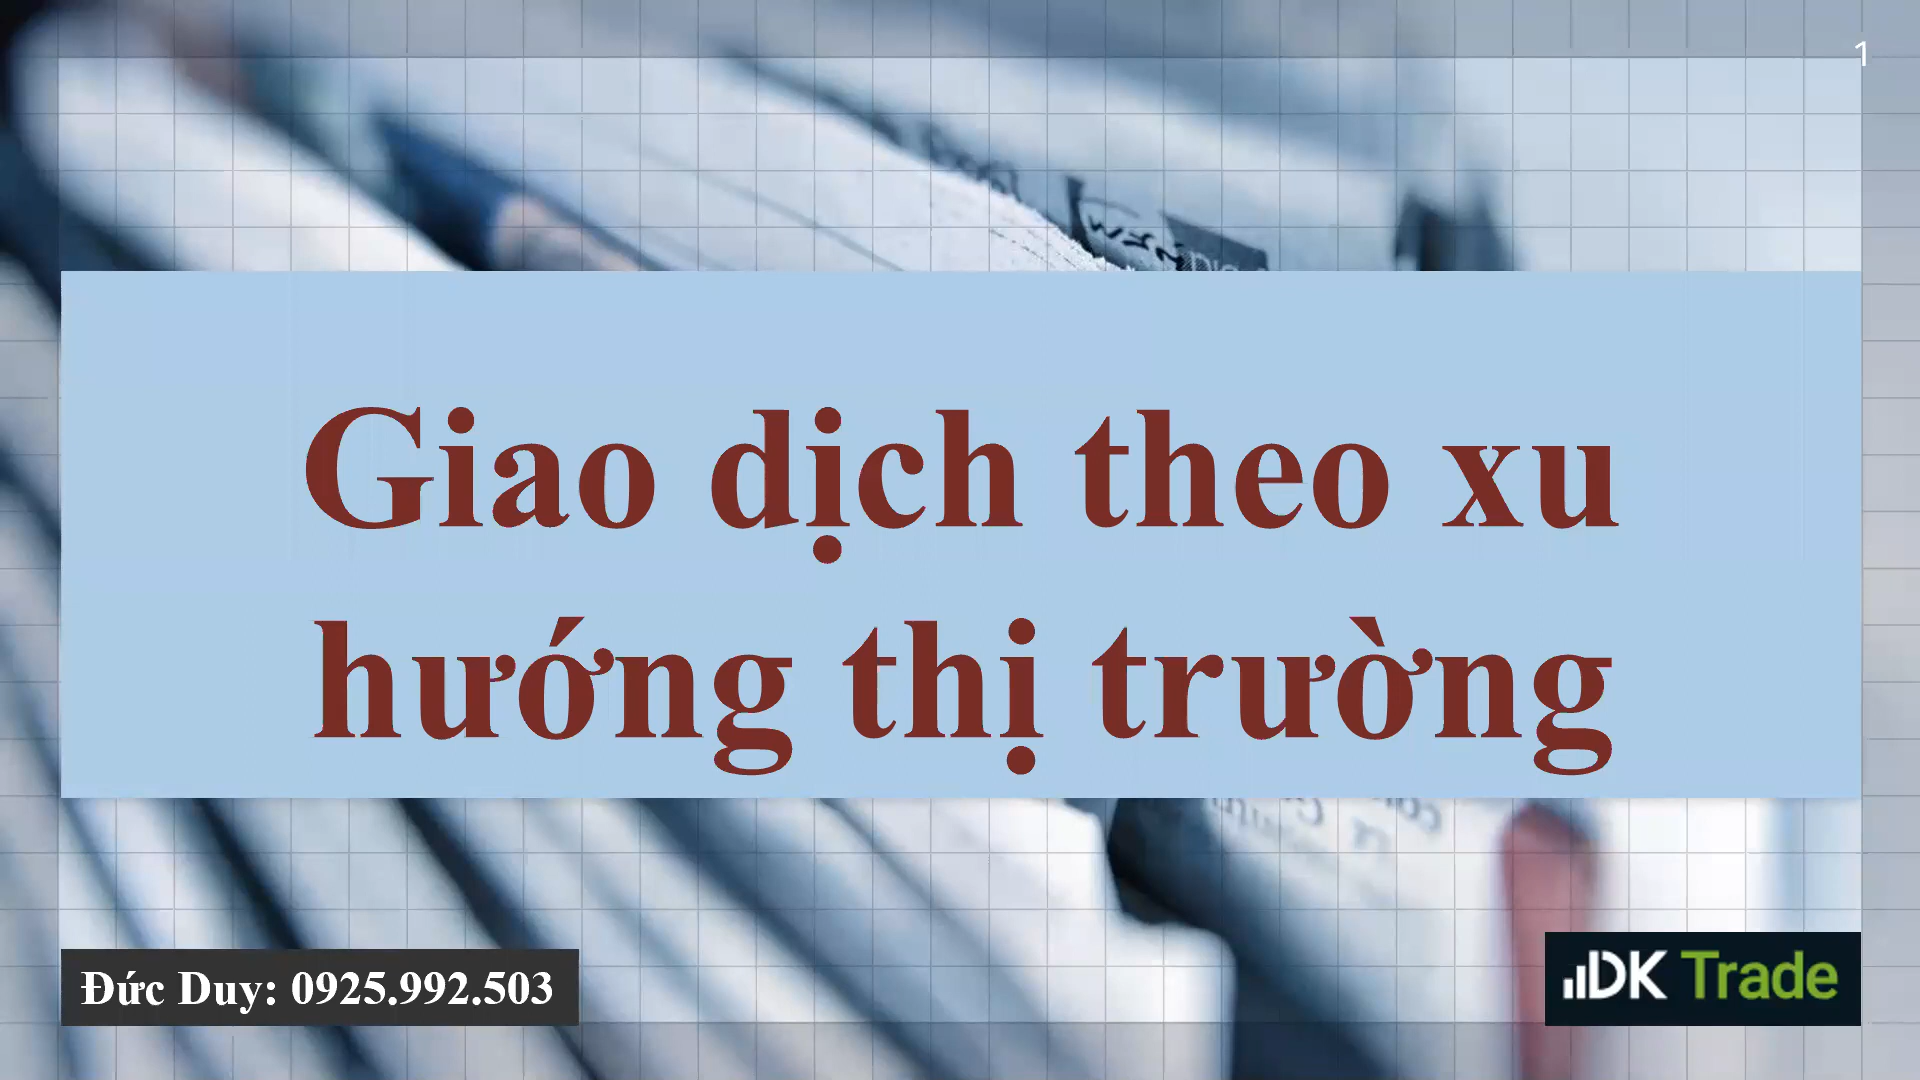 1
Giao dịch theo xu
hướng thị trường
Đức Duy: 0925.992.503
DK Trade